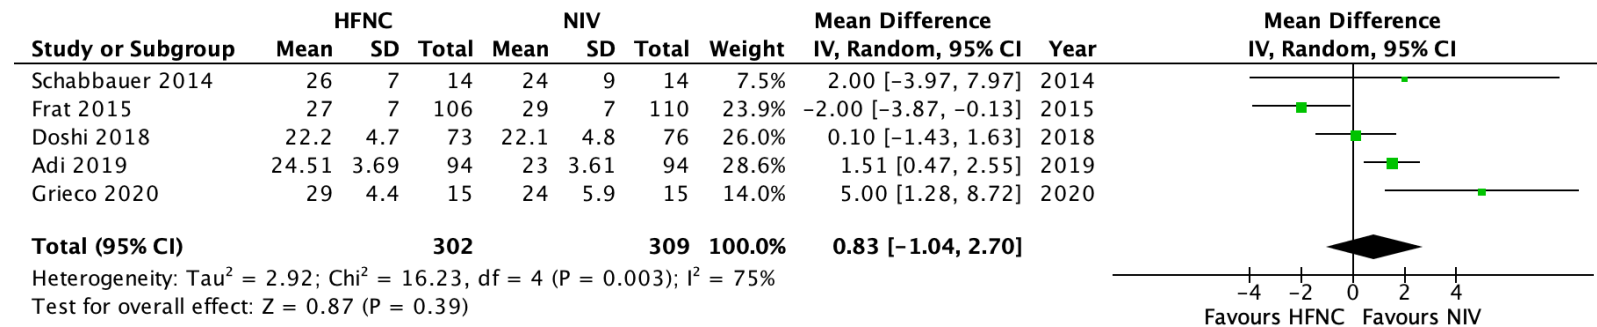 HFNC NIV Mean Difference Mean Difference
Study or Subgroup Mean SD Total Mean SD Total Weight IV, Random, 95% CI Year IV, Random, 95% CI
Schabbauer 2014 26 7 14 24 9 14 7.5% 2.00 [−3.97, 7.97] 2014
Frat 2015 27 7 106 29 7 110 23.9% −2.00 [−3.87, −0.13] 2015
Doshi 2018 22.2 4.7 73 22.1 4.8 76 26.0% 0.10 [−1.43, 1.63] 2018
Adi 2019 24.51 3.69 94 23 3.61 94 28.6% 1.51 [0.47, 2.55] 2019
Grieco 2020 29 4.4 15 24 5.9 15 14.0% 5.00 [1.28, 8.72] 2020
Total (95% CI) 302 309 100.0% 0.83 [−1.04, 2.70]
Heterogeneity: Tau² = 2.92; Chi² = 16.23, df = 4 (P = 0.003); I² = 75%
Test for overall effect: Z = 0.87 (P = 0.39)
−4 −2 0 2 4
Favours HFNC Favours NIV